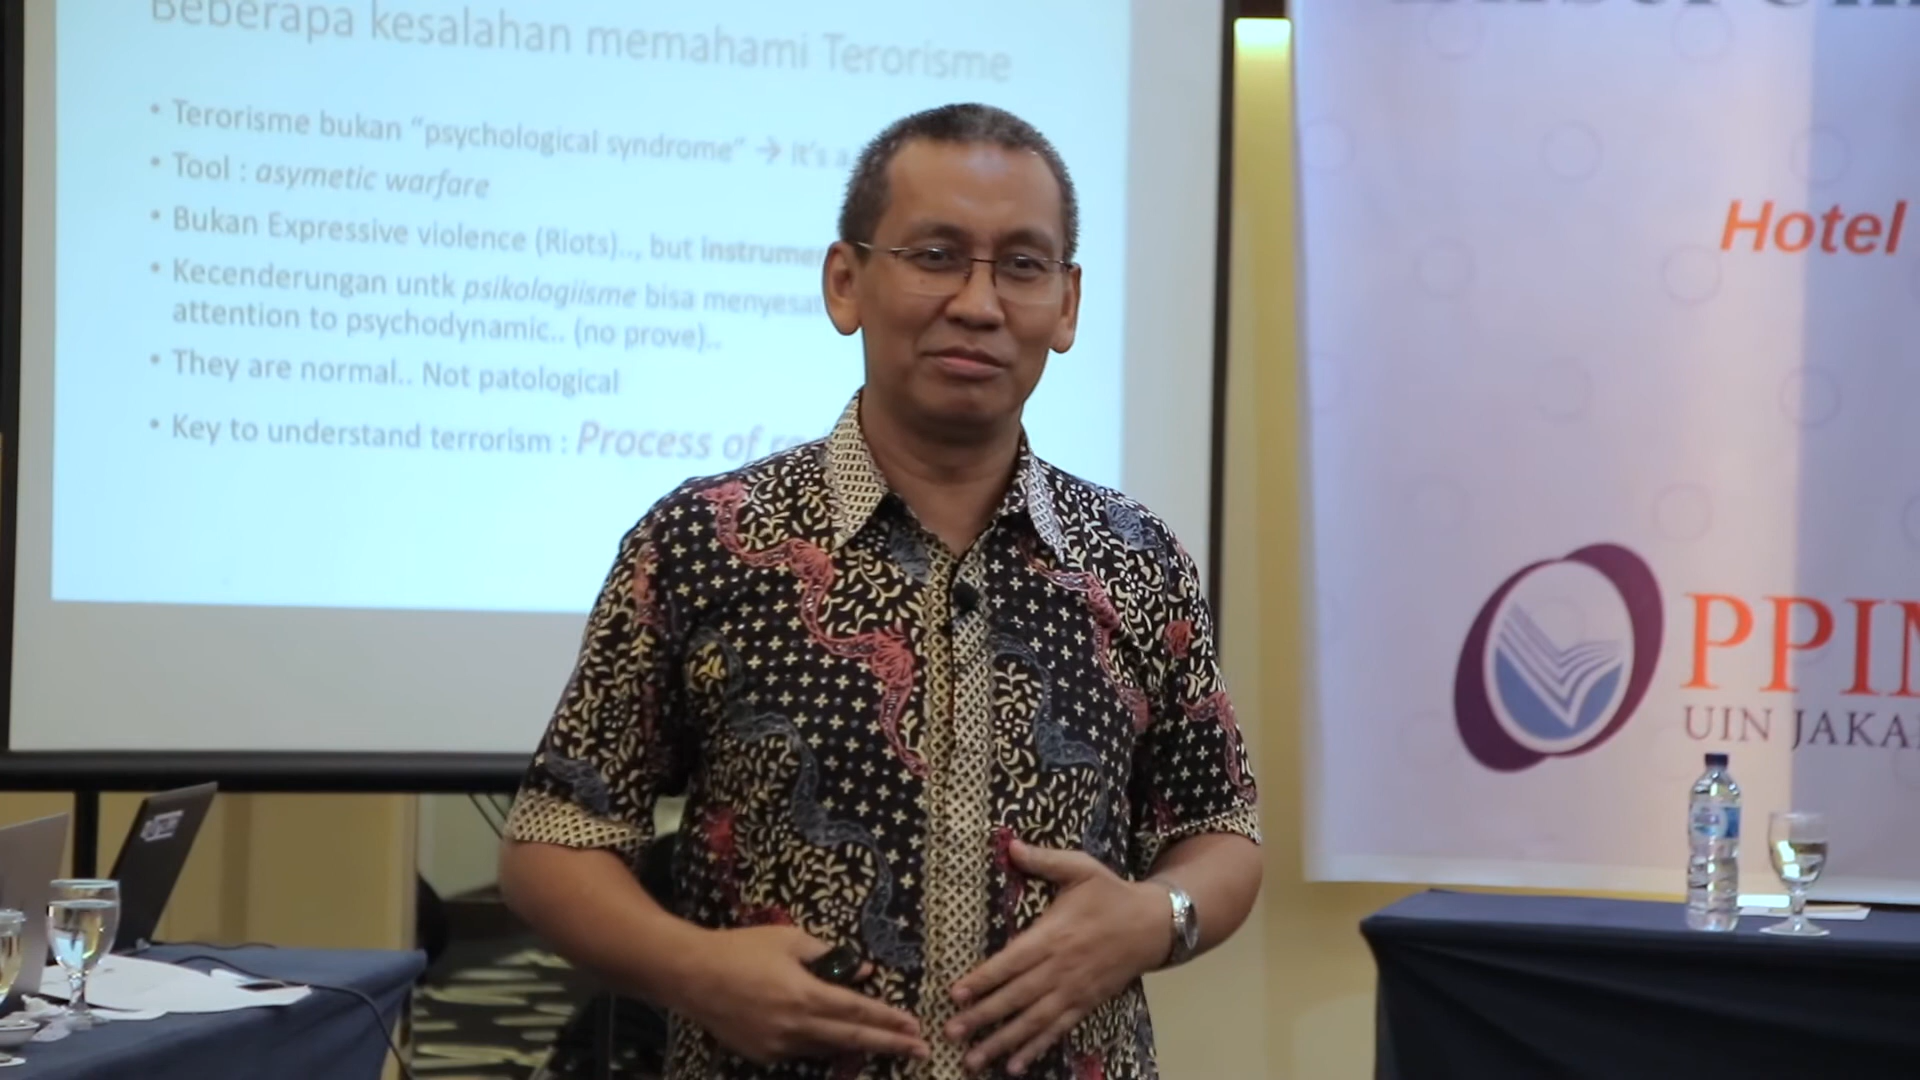 Beberapa kesalahan memahami Terorisme
• Terorisme bukan “psychological syndrome” → it's a
• Tool : asymetic warfare
• Bukan Expressive violence (Riots).., but instrumen
• Kecenderungan untk psikologiisme bisa menyesat
attention to psychodynamic.. (no prove)..
• They are normal.. Not patological
• Key to understand terrorism : Process of
Hotel
PPIM
UIN JAKA